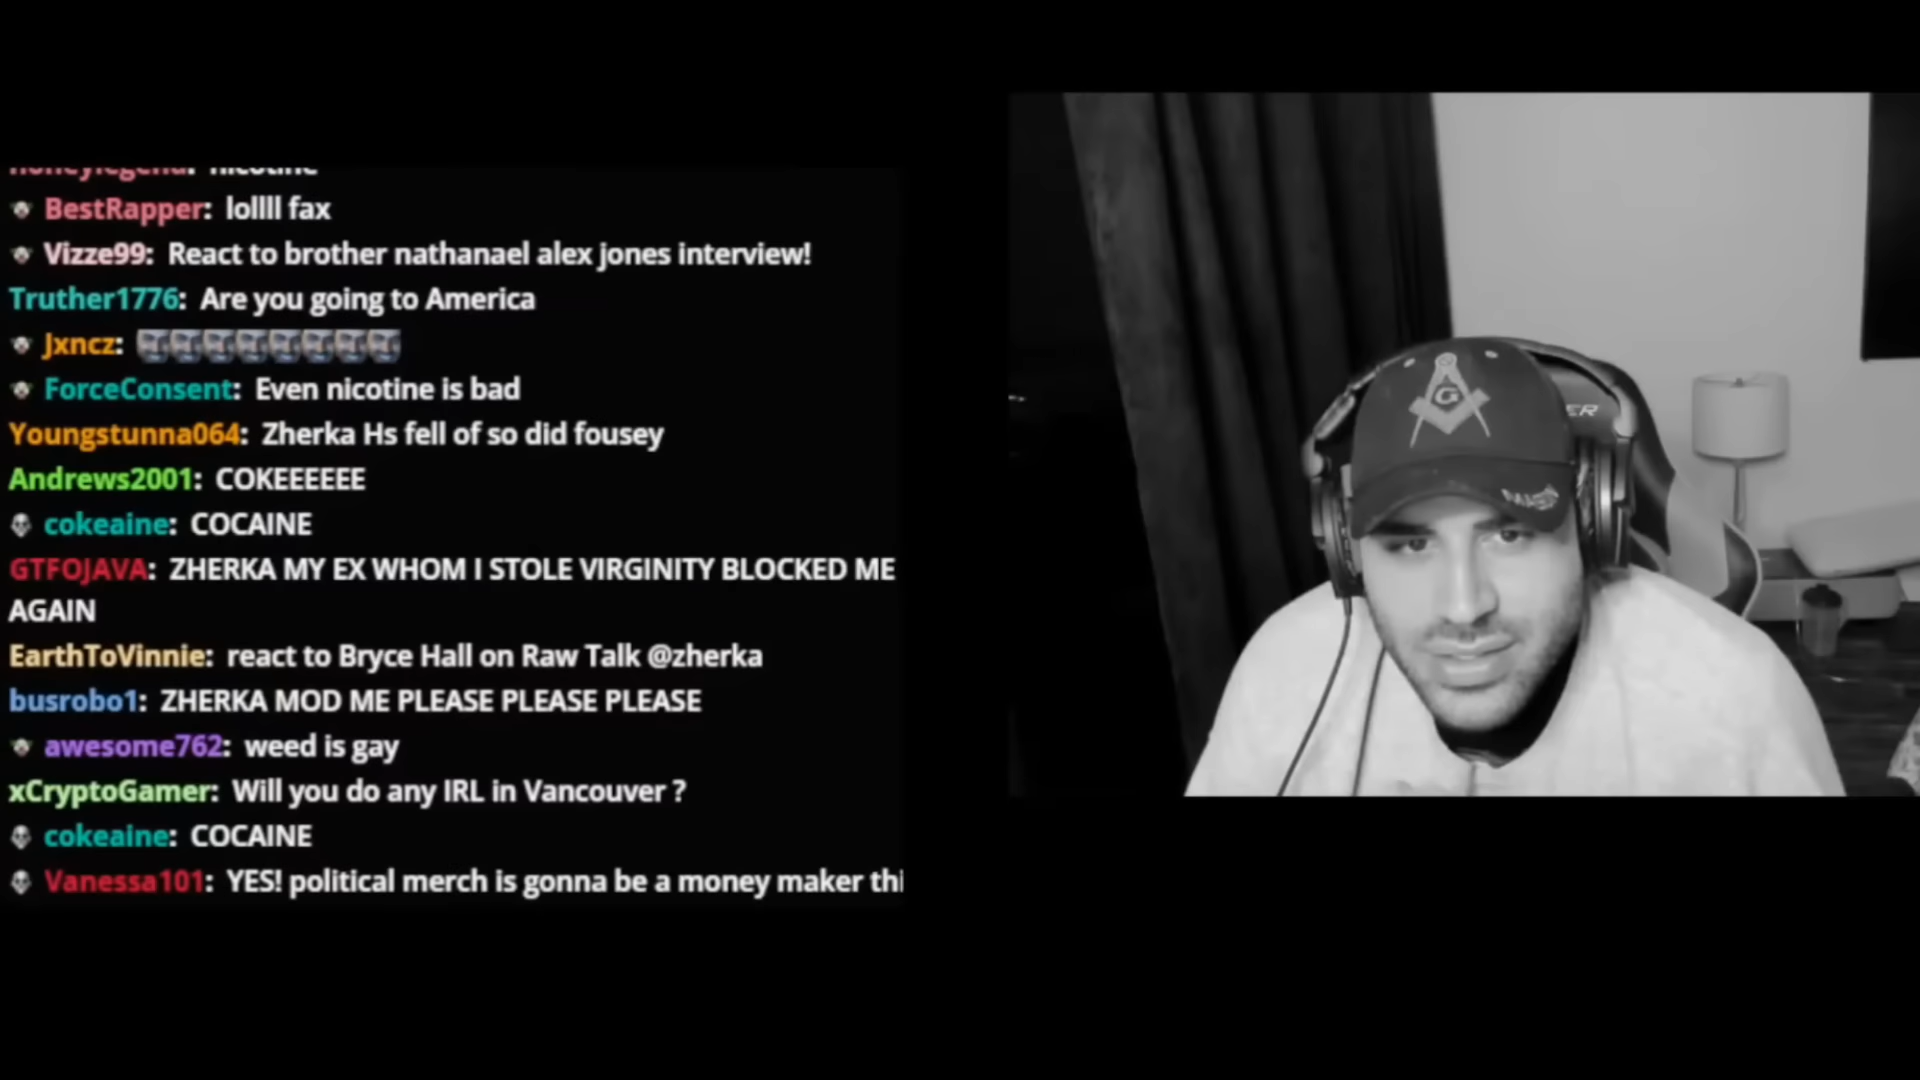 honeylegend: nicotine
BestRapper: lollll fax
Vizze99: React to brother nathanael alex jones interview!
Truther1776: Are you going to America
Jxncz:
ForceConsent: Even nicotine is bad
Youngstunna064: Zherka Hs fell of so did fousey
Andrews2001: COKEEEEEE
cokeaine: COCAINE
GTFOJAVA: ZHERKA MY EX WHOM I STOLE VIRGINITY BLOCKED ME
AGAIN
EarthToVinnie: react to Bryce Hall on Raw Talk @zherka
busrobo1: ZHERKA MOD ME PLEASE PLEASE PLEASE
awesome762: weed is gay
xCryptoGamer: Will you do any IRL in Vancouver ?
cokeaine: COCAINE
Vanessa101: YES! political merch is gonna be a money maker thi
G
ER